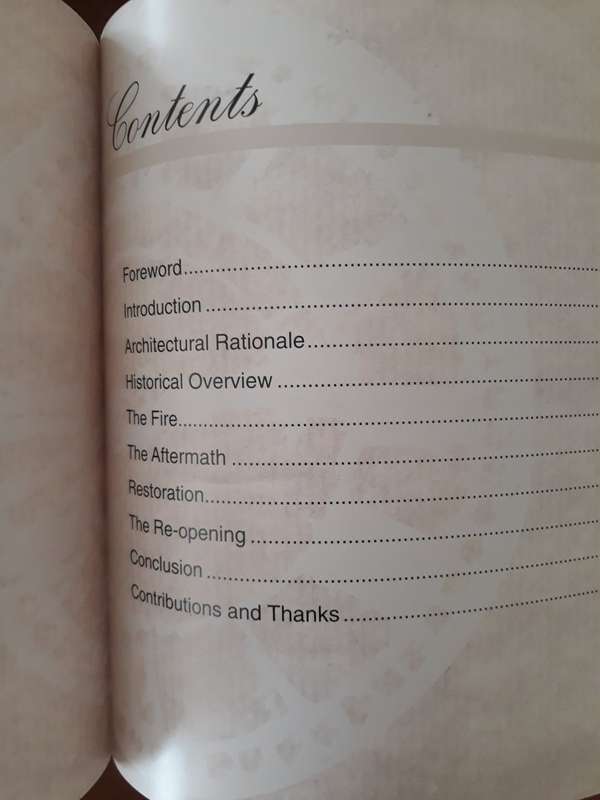 Contents
Foreword................................................................
Introduction ............................................................
Architectural Rationale.............................................
Historical Overview ..................................................
The Fire..................................................................
The Aftermath .........................................................
Restoration..............................................................
The Re-opening ......................................................
Conclusion .............................................................
Contributions and Thanks.......................................